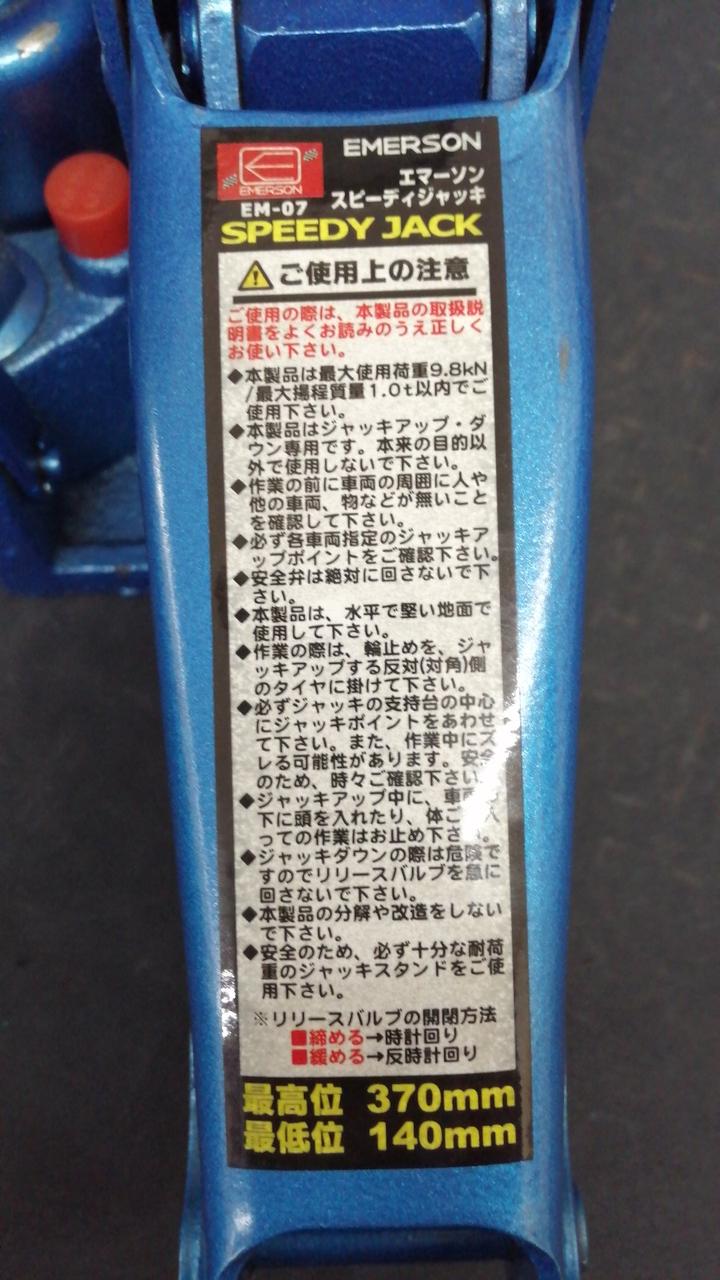 EMERSON
EMERSON
エマーソン
EM-07 スピーディジャッキ
SPEEDY JACK
ご使用上の注意
ご使用の際は、本製品の取扱説
明書をよくお読みのうえ正しく
お使い下さい。
◆本製品は最大使用荷重9.8kN
/最大揚程質量1.0t以内でご
使用下さい。
◆本製品はジャッキアップ・ダ
ウン専用です。本来の目的以
外で使用しないで下さい。
◆作業の前に車両の周囲に人や
他の車両、物などが無いこと
を確認して下さい。
◆必ず各車両指定のジャッキア
ップポイントをご確認下さい。
◆安全弁は絶対に回さないで下
さい。
◆本製品は、水平で堅い地面で
使用して下さい。
◆作業の際は、輪止めを、ジャ
ッキアップする反対(対角)側
のタイヤに掛けて下さい。
◆必ずジャッキの支持台の中心
にジャッキポイントをあわせ
て下さい。また、作業中にズ
レる可能性があります。安全
のため、時々ご確認下さい
◆ジャッキアップ中に、車
下に頭を入れたり、体ご
っての作業はお止め下さ
◆ジャッキダウンの際は危険で
すのでリリースバルブを急に
回さないで下さい。
◆本製品の分解や改造をしない
で下さい。
◆安全のため、必ず十分な耐荷
重のジャッキスタンドをご使
用下さい。
※リリースバルブの開閉方法
■締める→時計回り
■緩める→反時計回り
最高位 370mm
最低位 140mm